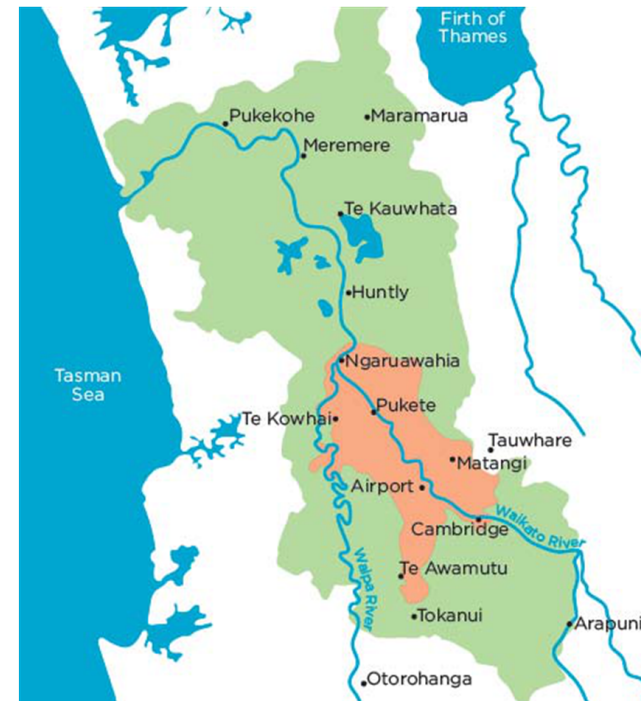 Firth of
Thames
Pukekohe
Maramarua
Meremere
Te Kauwhata
Huntly
Ngaruawahia
Tasman
Sea
Pukete
Te Kowhai
Tauwhare
Matangi
Airport
Waikato River
Cambridge
Waipa River
Te Awamutu
Tokanui
Arapuni
Otorohanga